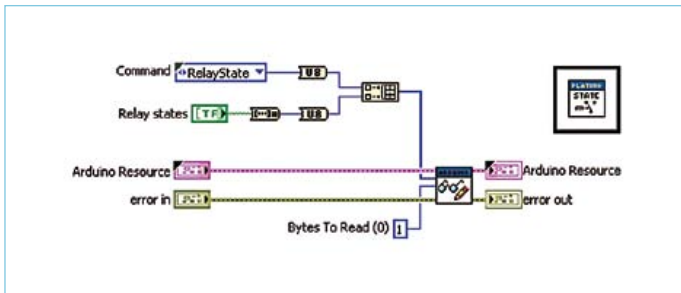 Command
RelayState
U8
Relay states
TF
U8
PLATINO
STATE
Arduino Resource
Arduino Resource
error in
error out
Bytes To Read (0)
1